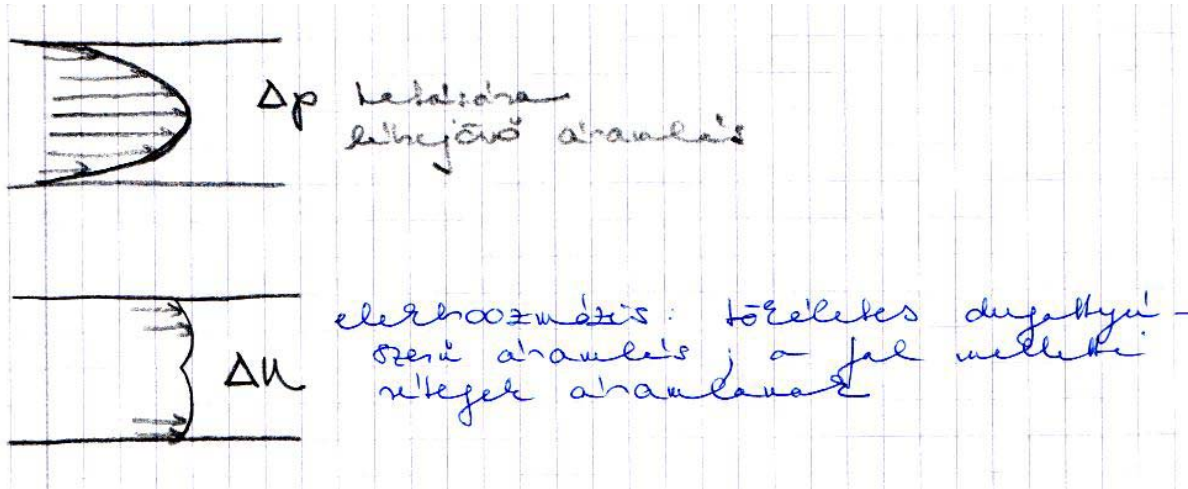 Δp hatására
létrejövő áramlás
ΔU
elektroozmózis: tökéletes dugattyú-
szerű áramlás; a fal melletti
rétegek áramlanak